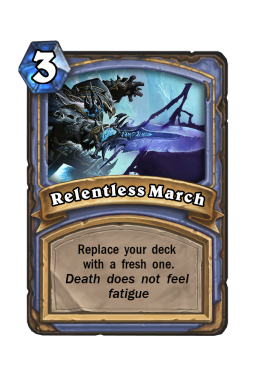 3
Relentless March
Replace your deck
with a fresh one.
Death does not feel
fatigue